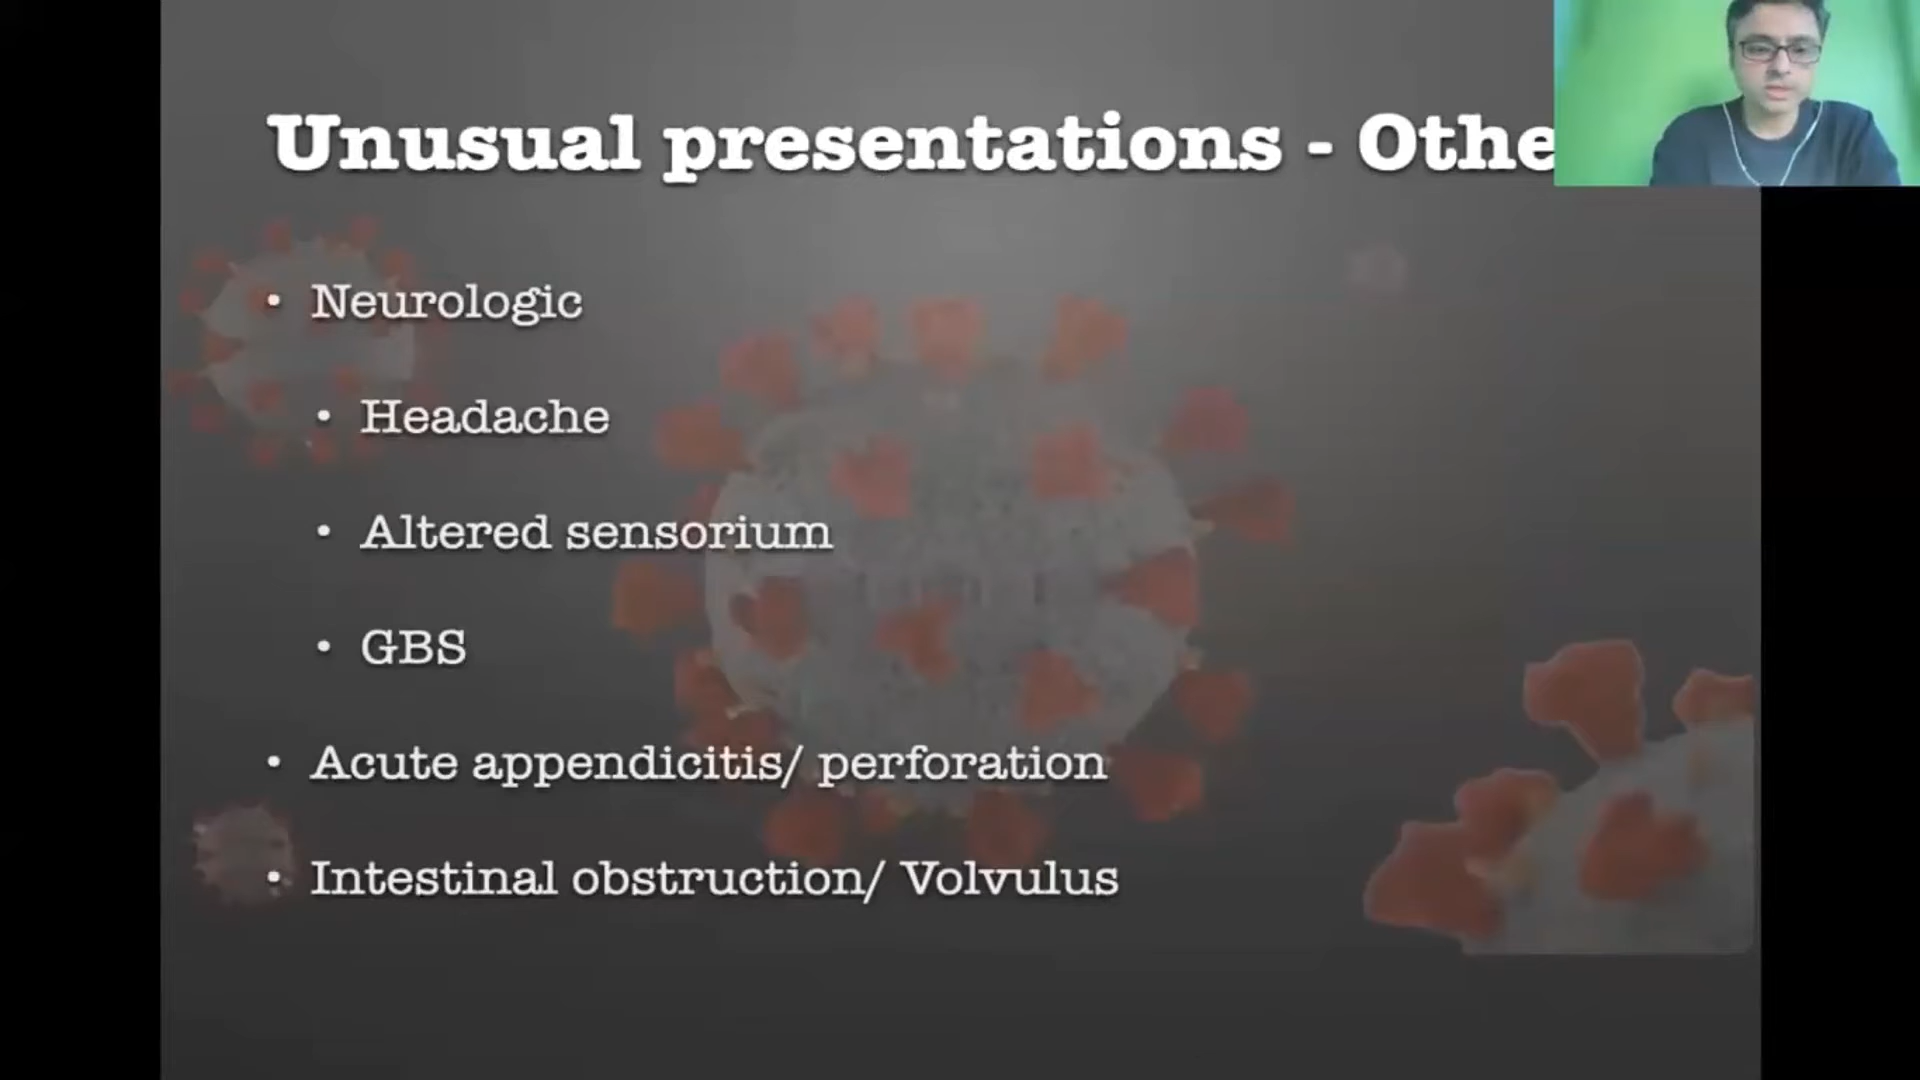 Unusual presentations - Othe
• Neurologic
• Headache
• Altered sensorium
• GBS
• Acute appendicitis/ perforation
• Intestinal obstruction/ Volvulus